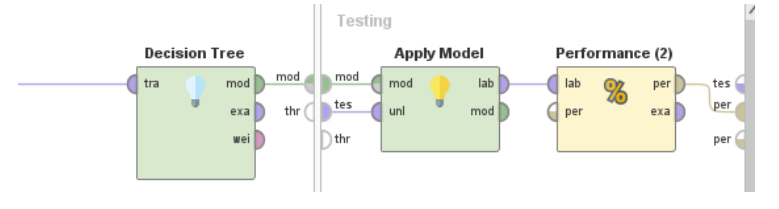 Testing
Decision Tree
Apply Model
Performance (2)
tra
mod
exa
wei
mod
thr
mod
tes
thr
mod
unl
lab
mod
lab
per
%
per
exa
tes
per
per